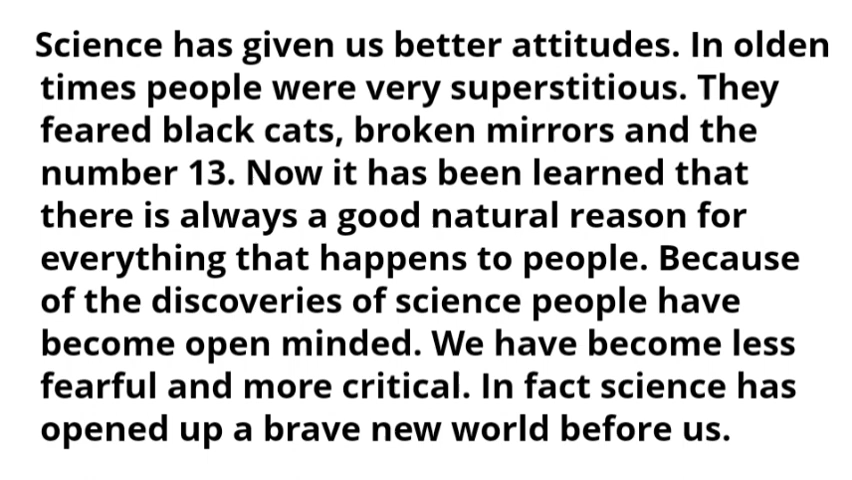 Science has given us better attitudes. In olden
times people were very superstitious. They
feared black cats, broken mirrors and the
number 13. Now it has been learned that
there is always a good natural reason for
everything that happens to people. Because
of the discoveries of science people have
become open minded. We have become less
fearful and more critical. In fact science has
opened up a brave new world before us.